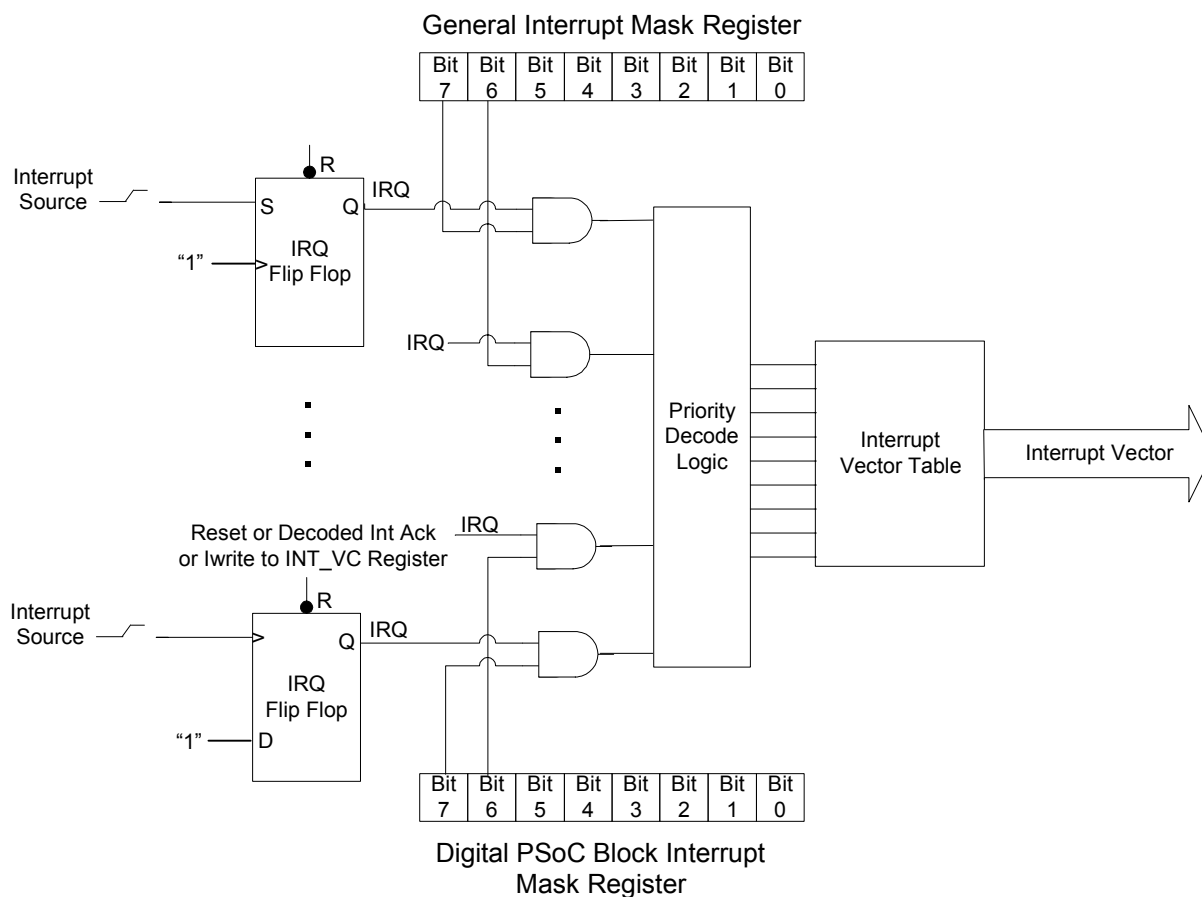 General Interrupt Mask Register
Bit Bit Bit Bit Bit Bit Bit Bit
7 6 5 4 3 2 1 0
R
Interrupt
Source
S
Q
IRQ
IRQ
Flip Flop
“1”
IRQ
Priority
Decode
Logic
Interrupt
Vector Table
Interrupt Vector
Reset or Decoded Int Ack
or Iwrite to INT_VC Register
IRQ
R
Interrupt
Source
Q
IRQ
IRQ
Flip Flop
“1”
D
Bit Bit Bit Bit Bit Bit Bit Bit
7 6 5 4 3 2 1 0
Digital PSoC Block Interrupt
Mask Register